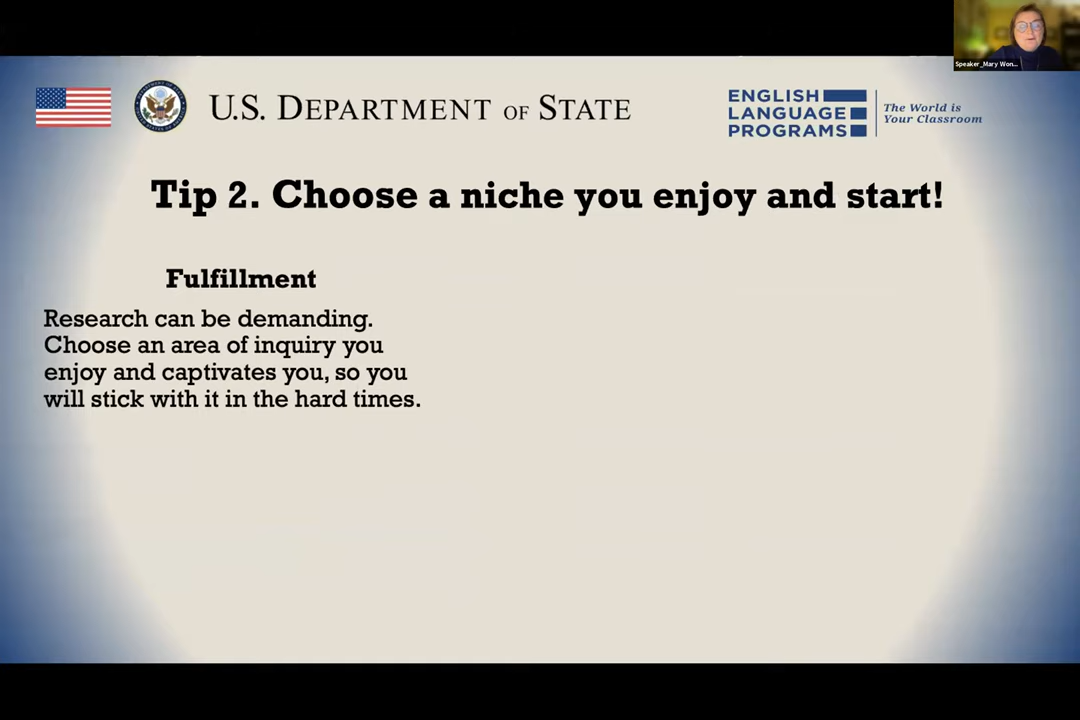 Speaker_Mary Won...
U.S. DEPARTMENT OF STATE
ENGLISH
LANGUAGE
PROGRAMS
The World is
Your Classroom
Tip 2. Choose a niche you enjoy and start!
Fulfillment
Research can be demanding.
Choose an area of inquiry you
enjoy and captivates you, so you
will stick with it in the hard times.